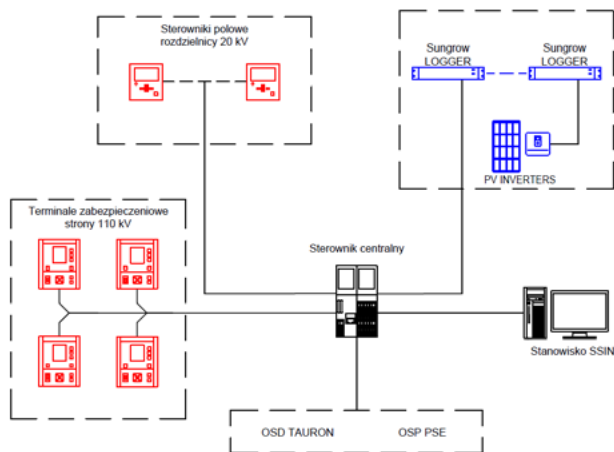 Sterowniki polowe
rozdzielnicy 20 kV
Sungrow
LOGGER
Sungrow
LOGGER
PV INVERTERS
Terminale zabezpieczeniowe
strony 110 kV
Sterownik centralny
Stanowisko SSIN
OSD TAURON
OSP PSE